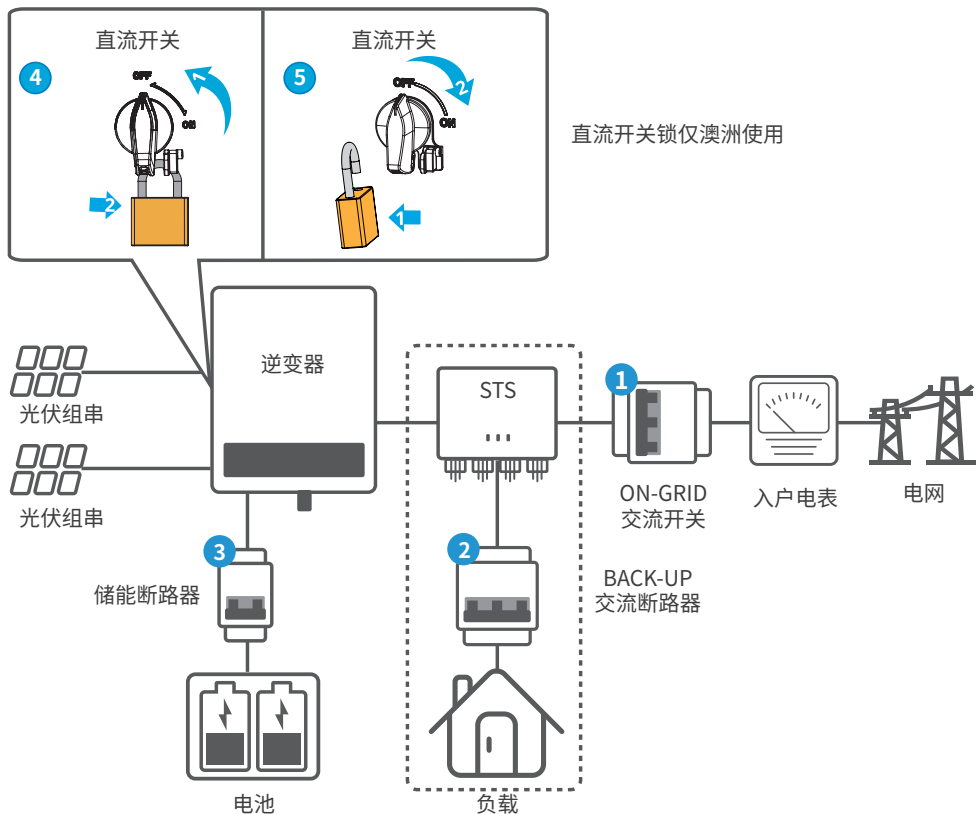 直流开关
4
OFF
ON
1
2
直流开关
5
OFF
ON
2
1
直流开关锁仅澳洲使用
光伏组串
光伏组串
逆变器
STS
1
ON-GRID
交流开关
入户电表
电网
3
储能断路器
2
BACK-UP
交流断路器
电池
负载